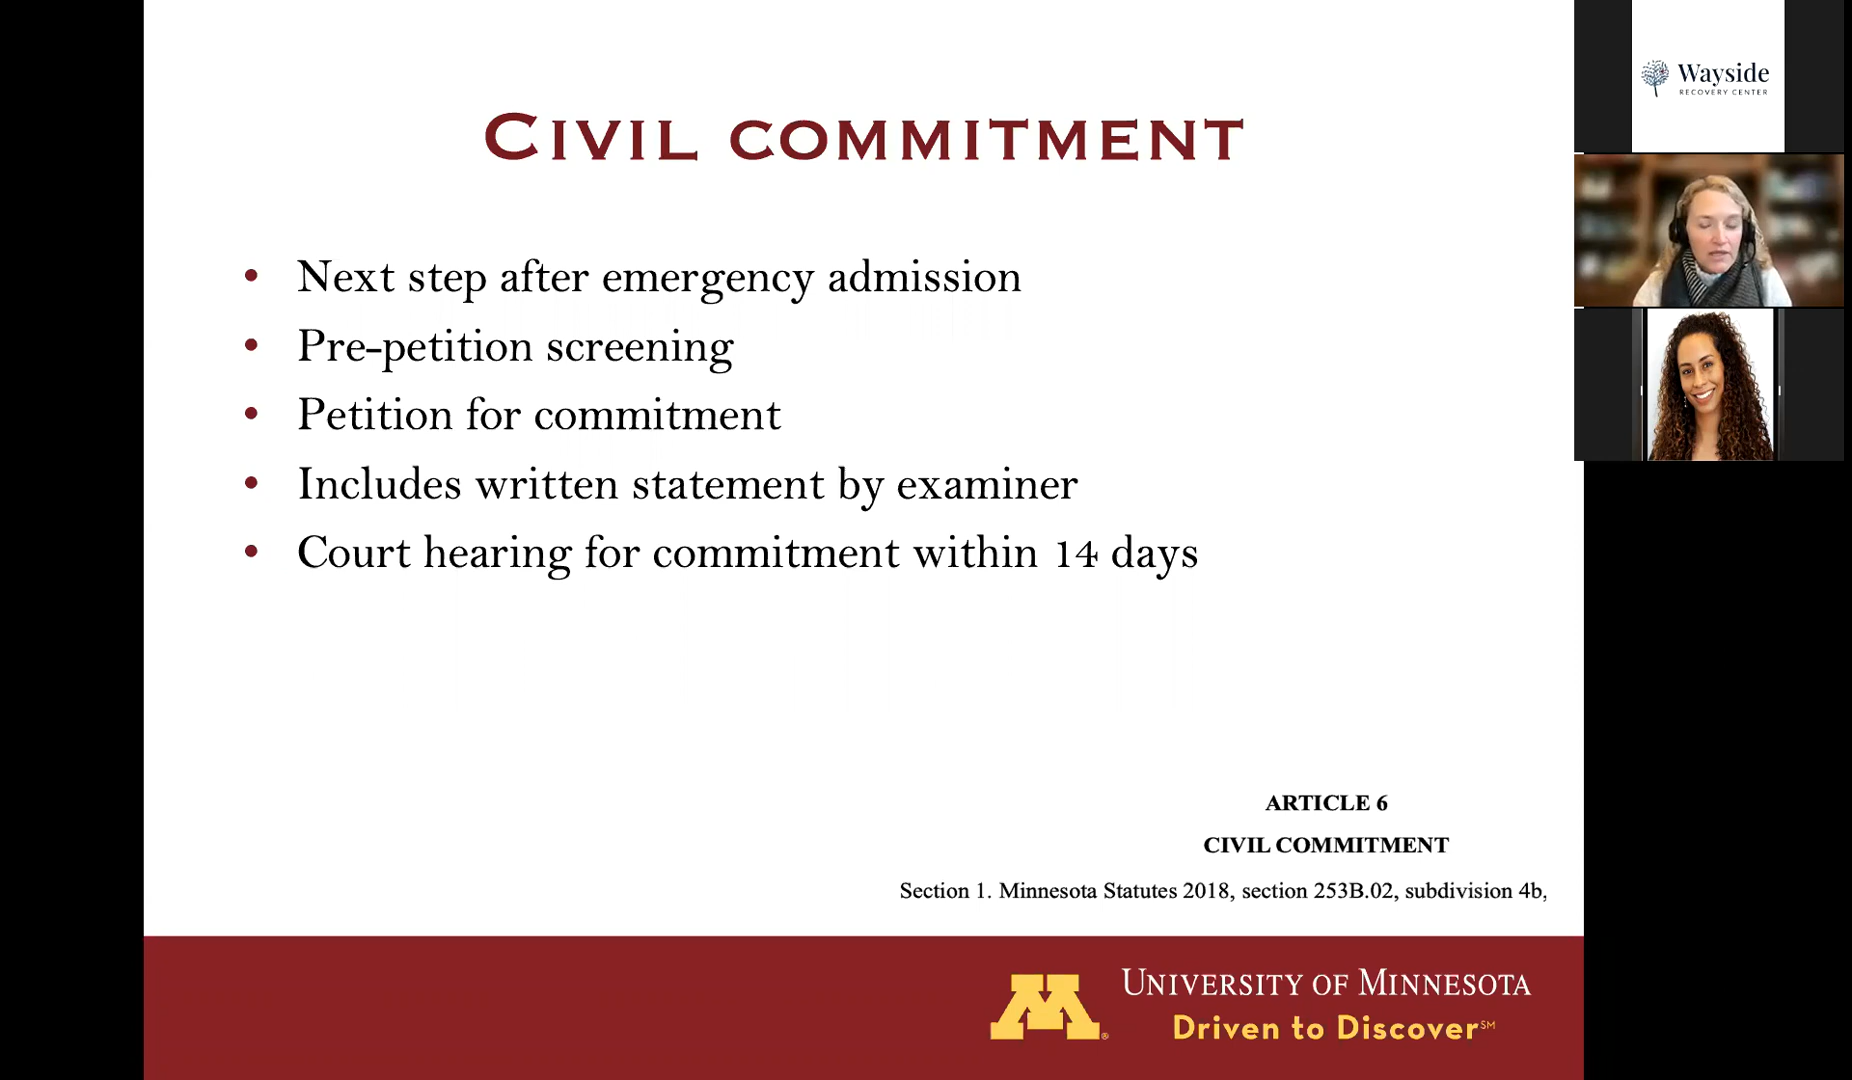 Civil commitment
• Next step after emergency admission
• Pre-petition screening
• Petition for commitment
• Includes written statement by examiner
• Court hearing for commitment within 14 days
ARTICLE 6
CIVIL COMMITMENT
Section 1. Minnesota Statutes 2018, section 253B.02, subdivision 4b,
M®
University of Minnesota
Driven to Discover℠
Wayside
RECOVERY CENTER